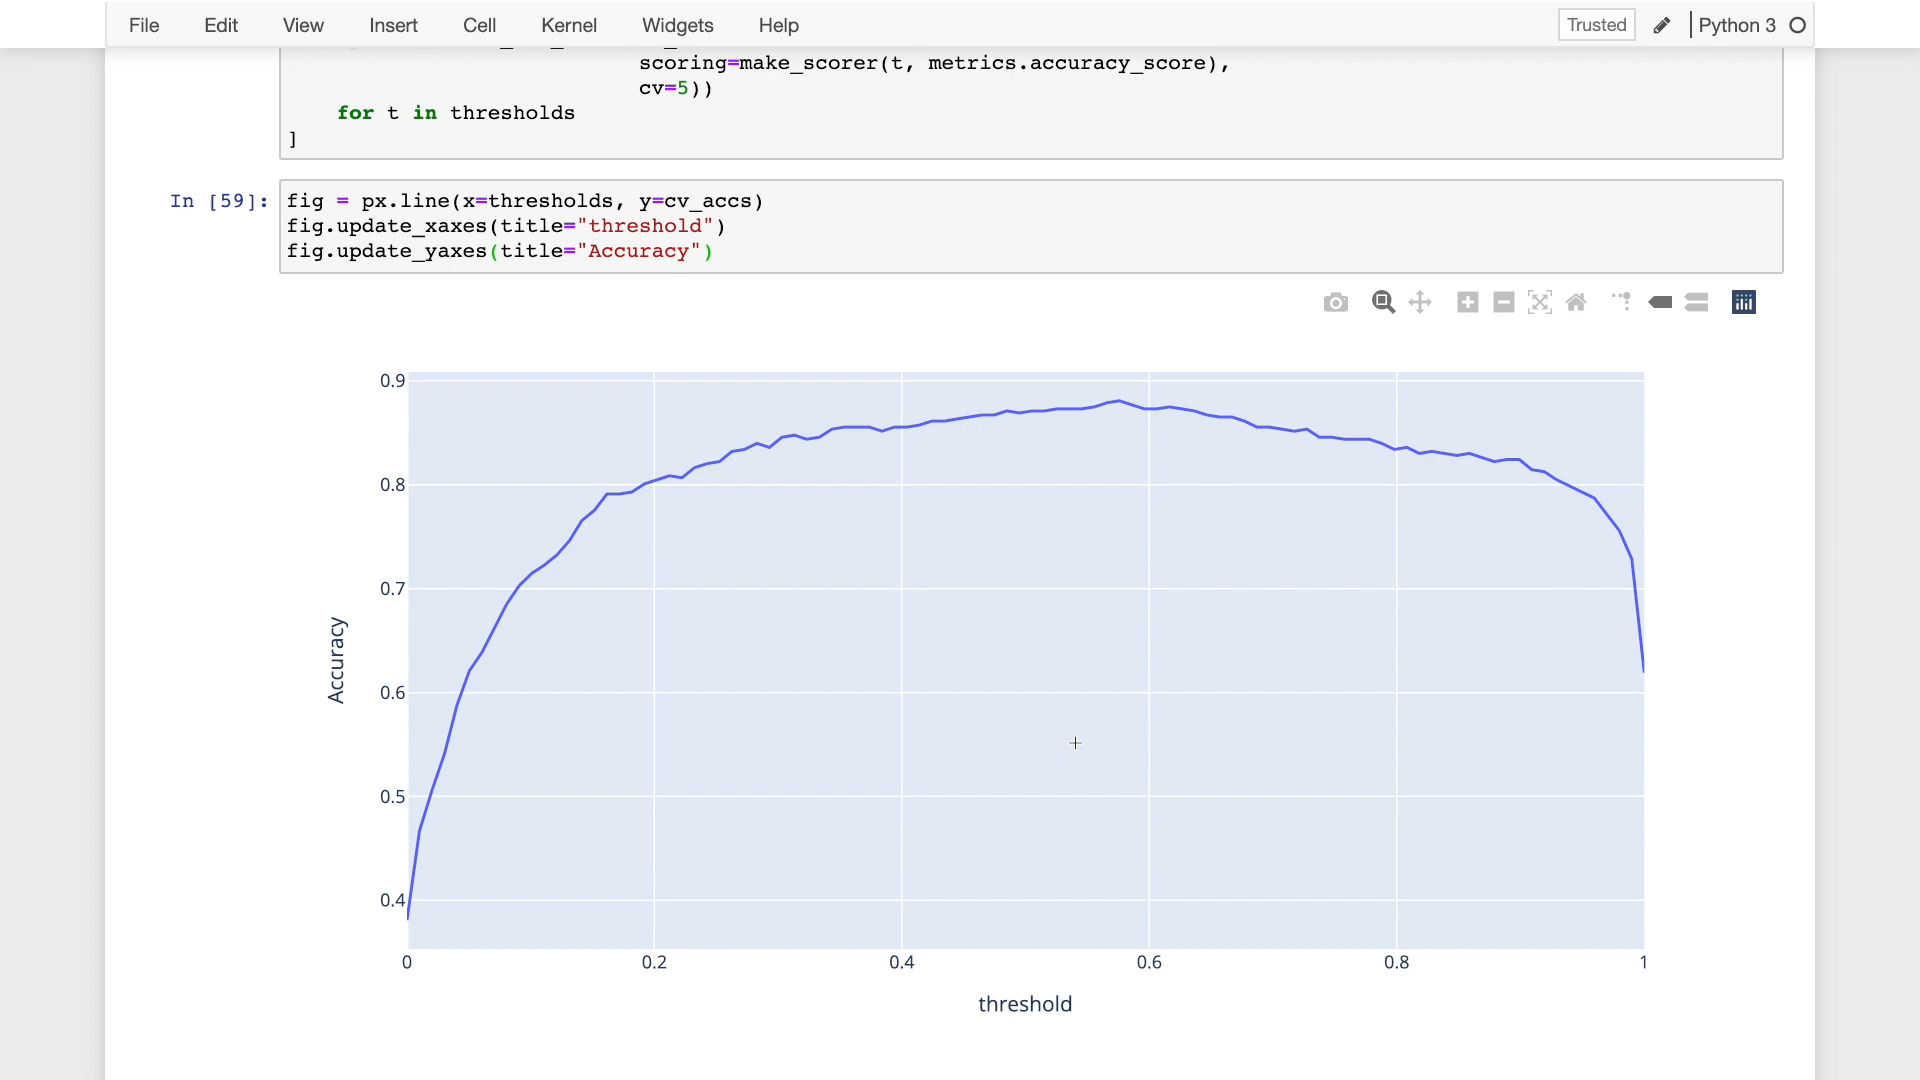 File Edit View Insert Cell Kernel Widgets Help Trusted Python 3
scoring=make_scorer(t, metrics.accuracy_score),
cv=5))
for t in thresholds
]
In [59]: fig = px.line(x=thresholds, y=cv_accs)
fig.update_xaxes(title="threshold")
fig.update_yaxes(title="Accuracy")
0.9
0.8
0.7
0.6
0.5
0.4
Accuracy
0 0.2 0.4 0.6 0.8 1
threshold